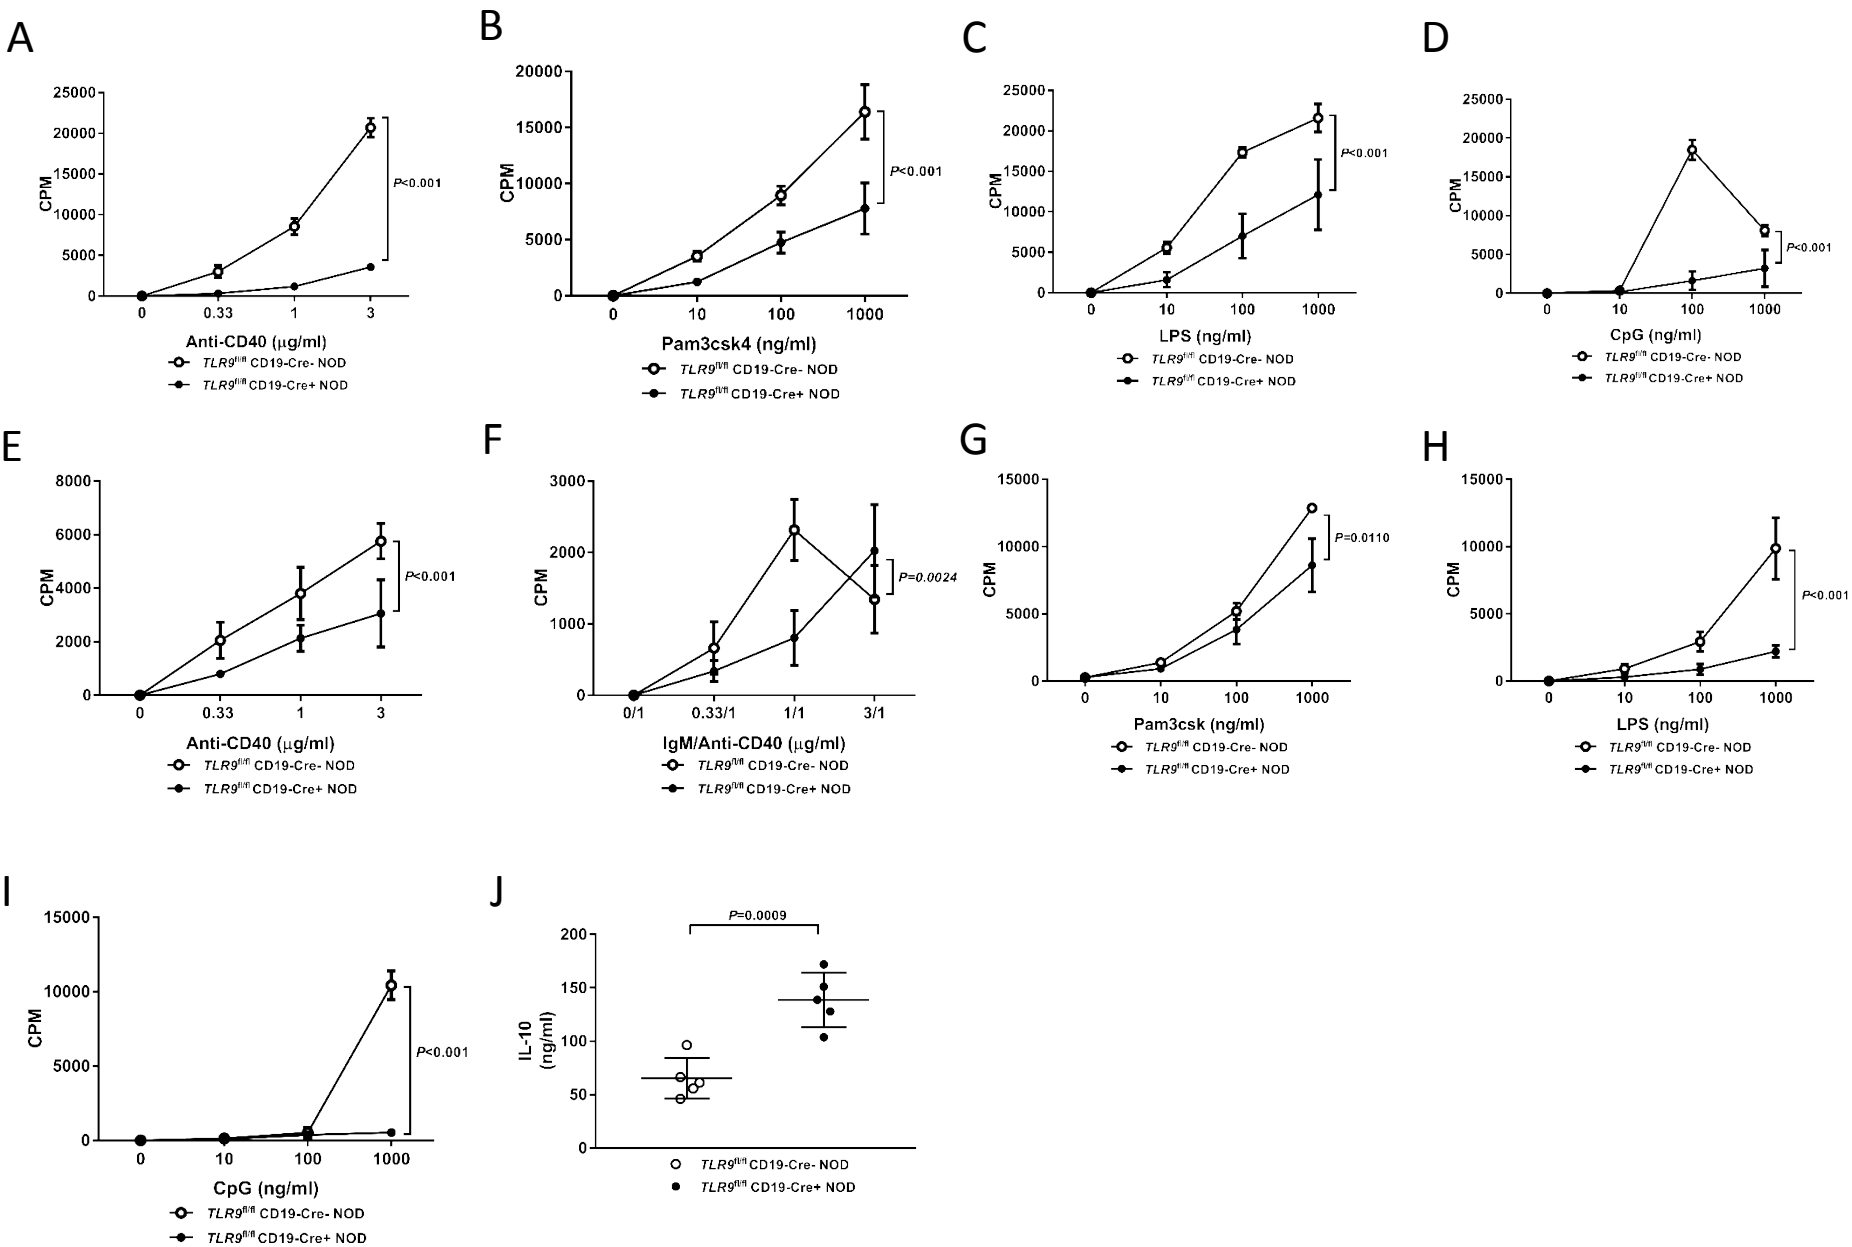 A
25000
20000
15000
10000
5000
0
CPM
P<0.001
0 0.33 1 3
Anti-CD40 (μg/ml)
TLR9fl/fl CD19-Cre- NOD
TLR9fl/fl CD19-Cre+ NOD
B
20000
15000
10000
5000
0
CPM
P<0.001
0 10 100 1000
Pam3csk4 (ng/ml)
TLR9fl/fl CD19-Cre- NOD
TLR9fl/fl CD19-Cre+ NOD
C
25000
20000
15000
10000
5000
0
CPM
P<0.001
0 10 100 1000
LPS (ng/ml)
TLR9fl/fl CD19-Cre- NOD
TLR9fl/fl CD19-Cre+ NOD
D
25000
20000
15000
10000
5000
0
CPM
P<0.001
0 10 100 1000
CpG (ng/ml)
TLR9fl/fl CD19-Cre- NOD
TLR9fl/fl CD19-Cre+ NOD
E
8000
6000
4000
2000
0
CPM
P<0.001
0 0.33 1 3
Anti-CD40 (μg/ml)
TLR9fl/fl CD19-Cre- NOD
TLR9fl/fl CD19-Cre+ NOD
F
3000
2000
1000
0
CPM
P=0.0024
0/1 0.33/1 1/1 3/1
IgM/Anti-CD40 (μg/ml)
TLR9fl/fl CD19-Cre- NOD
TLR9fl/fl CD19-Cre+ NOD
G
15000
10000
5000
0
CPM
P=0.0110
0 10 100 1000
Pam3csk (ng/ml)
TLR9fl/fl CD19-Cre- NOD
TLR9fl/fl CD19-Cre+ NOD
H
15000
10000
5000
0
CPM
P<0.001
0 10 100 1000
LPS (ng/ml)
TLR9fl/fl CD19-Cre- NOD
TLR9fl/fl CD19-Cre+ NOD
I
15000
10000
5000
0
CPM
P<0.001
0 10 100 1000
CpG (ng/ml)
TLR9fl/fl CD19-Cre- NOD
TLR9fl/fl CD19-Cre+ NOD
J
P=0.0009
200
150
100
50
0
IL-10
(ng/ml)
TLR9fl/fl CD19-Cre- NOD
TLR9fl/fl CD19-Cre+ NOD